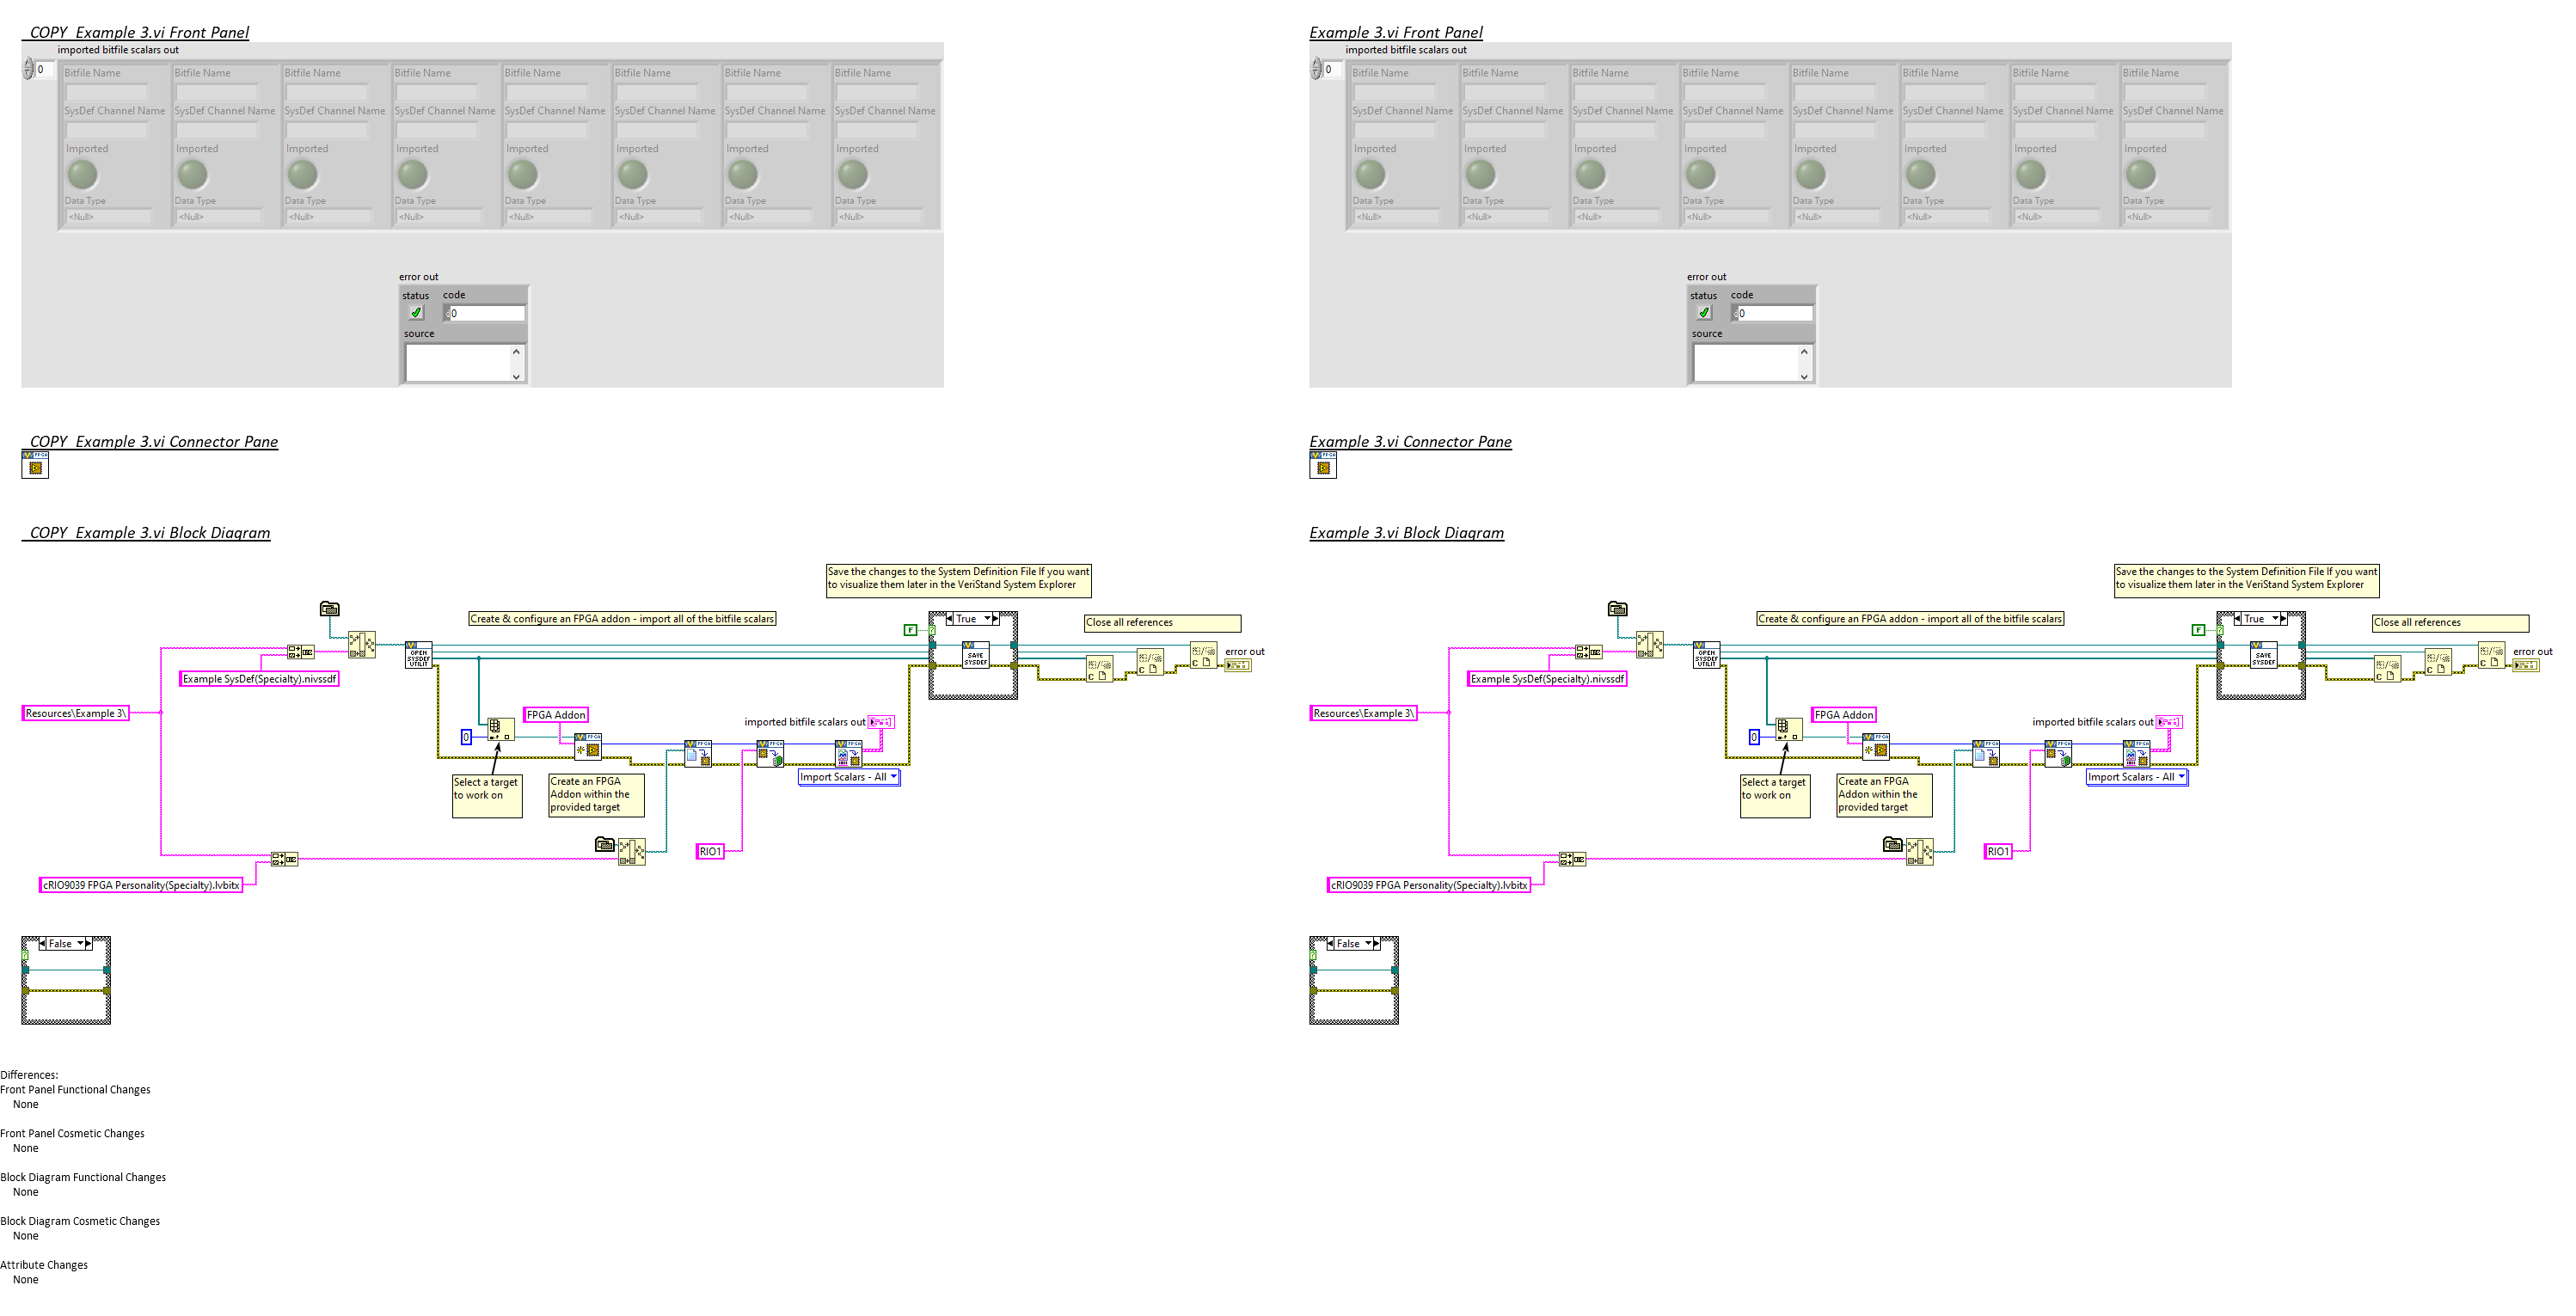 COPY Example 3.vi Front Panel
imported bitfile scalars out
0
Bitfile Name Bitfile Name Bitfile Name Bitfile Name Bitfile Name Bitfile Name Bitfile Name Bitfile Name
SysDef Channel Name SysDef Channel Name SysDef Channel Name SysDef Channel Name SysDef Channel Name SysDef Channel Name SysDef Channel Name SysDef Channel Name
Imported Imported Imported Imported Imported Imported Imported Imported
Data Type Data Type Data Type Data Type Data Type Data Type Data Type Data Type
<Null> <Null> <Null> <Null> <Null> <Null> <Null> <Null>
error out
status code
0
source
COPY Example 3.vi Connector Pane
FPGA
COPY Example 3.vi Block Diagram
Save the changes to the System Definition File If you want
to visualize them later in the VeriStand System Explorer
Create & configure an FPGA addon - import all of the bitfile scalars
True
Close all references
F
OPEN
SYSDEF
UTILIT
SAVE
SYSDEF
error out
Example SysDef(Specialty).nivssdf
Resources\Example 3\
FPGA Addon
imported bitfile scalars out
0
Import Scalars - All
Select a target
to work on
Create an FPGA
Addon within the
provided target
RIO1
cRIO9039 FPGA Personality(Specialty).lvbitx
False
Example 3.vi Front Panel
imported bitfile scalars out
0
Bitfile Name Bitfile Name Bitfile Name Bitfile Name Bitfile Name Bitfile Name Bitfile Name Bitfile Name
SysDef Channel Name SysDef Channel Name SysDef Channel Name SysDef Channel Name SysDef Channel Name SysDef Channel Name SysDef Channel Name SysDef Channel Name
Imported Imported Imported Imported Imported Imported Imported Imported
Data Type Data Type Data Type Data Type Data Type Data Type Data Type Data Type
<Null> <Null> <Null> <Null> <Null> <Null> <Null> <Null>
error out
status code
0
source
Example 3.vi Connector Pane
FPGA
Example 3.vi Block Diagram
Save the changes to the System Definition File If you want
to visualize them later in the VeriStand System Explorer
Create & configure an FPGA addon - import all of the bitfile scalars
True
Close all references
F
OPEN
SYSDEF
UTILIT
SAVE
SYSDEF
error out
Example SysDef(Specialty).nivssdf
Resources\Example 3\
FPGA Addon
imported bitfile scalars out
0
Import Scalars - All
Select a target
to work on
Create an FPGA
Addon within the
provided target
RIO1
cRIO9039 FPGA Personality(Specialty).lvbitx
False
Differences:
Front Panel Functional Changes
None
Front Panel Cosmetic Changes
None
Block Diagram Functional Changes
None
Block Diagram Cosmetic Changes
None
Attribute Changes
None